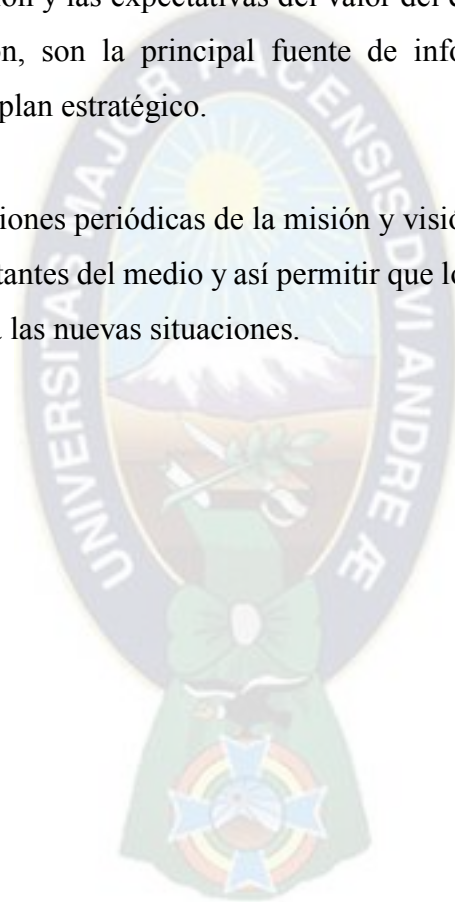 ón y las expectativas del valor del
on, son la principal fuente de info
plan estratégico.
iones periódicas de la misión y visió
tantes del medio y así permitir que lo
las nuevas situaciones.
UNIVERSITAS MAJOR PACENSIS DIVI ANDRE Æ